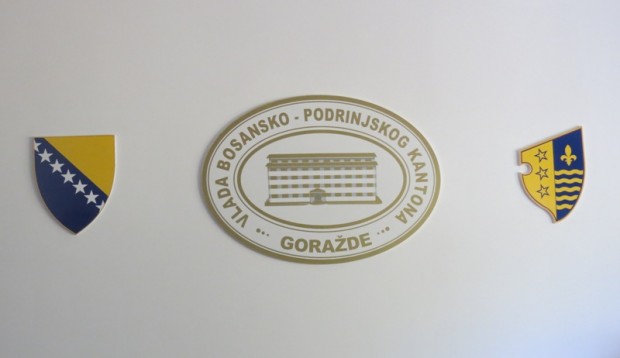 VLADA BOSANSKO - PODRINJSKOG KANTONA
GORAŽDE